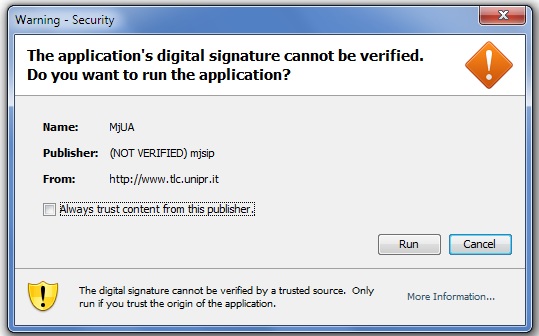 Warning - Security
The application's digital signature cannot be verified.
Do you want to run the application?
Name: MjUA
Publisher: (NOT VERIFIED) mjsip
From: http://www.tlc.unipr.it
Always trust content from this publisher.
Run Cancel
The digital signature cannot be verified by a trusted source. Only
run if you trust the origin of the application.
More Information...